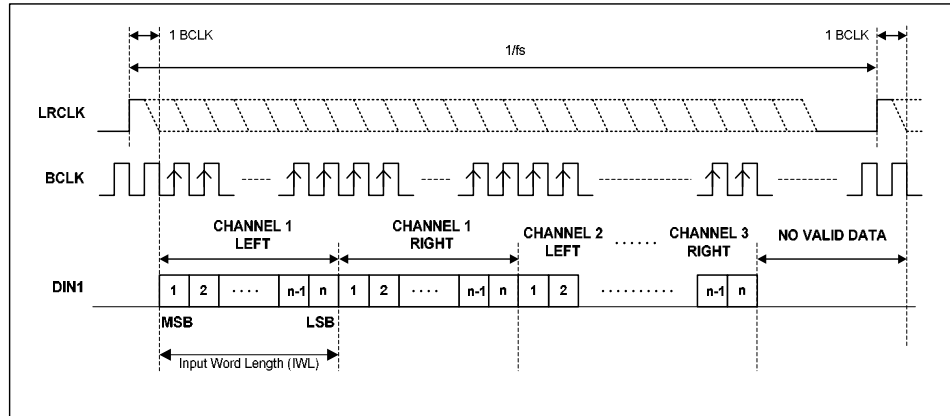 1 BCLK
1 BCLK
1/fs
LRCLK
BCLK
CHANNEL 1
LEFT
CHANNEL 1
RIGHT
CHANNEL 2
LEFT
CHANNEL 3
RIGHT
NO VALID DATA
DIN1
1 2 n-1 n 1 2 n-1 n 1 2 n-1 n
MSB
LSB
Input Word Length (IWL)